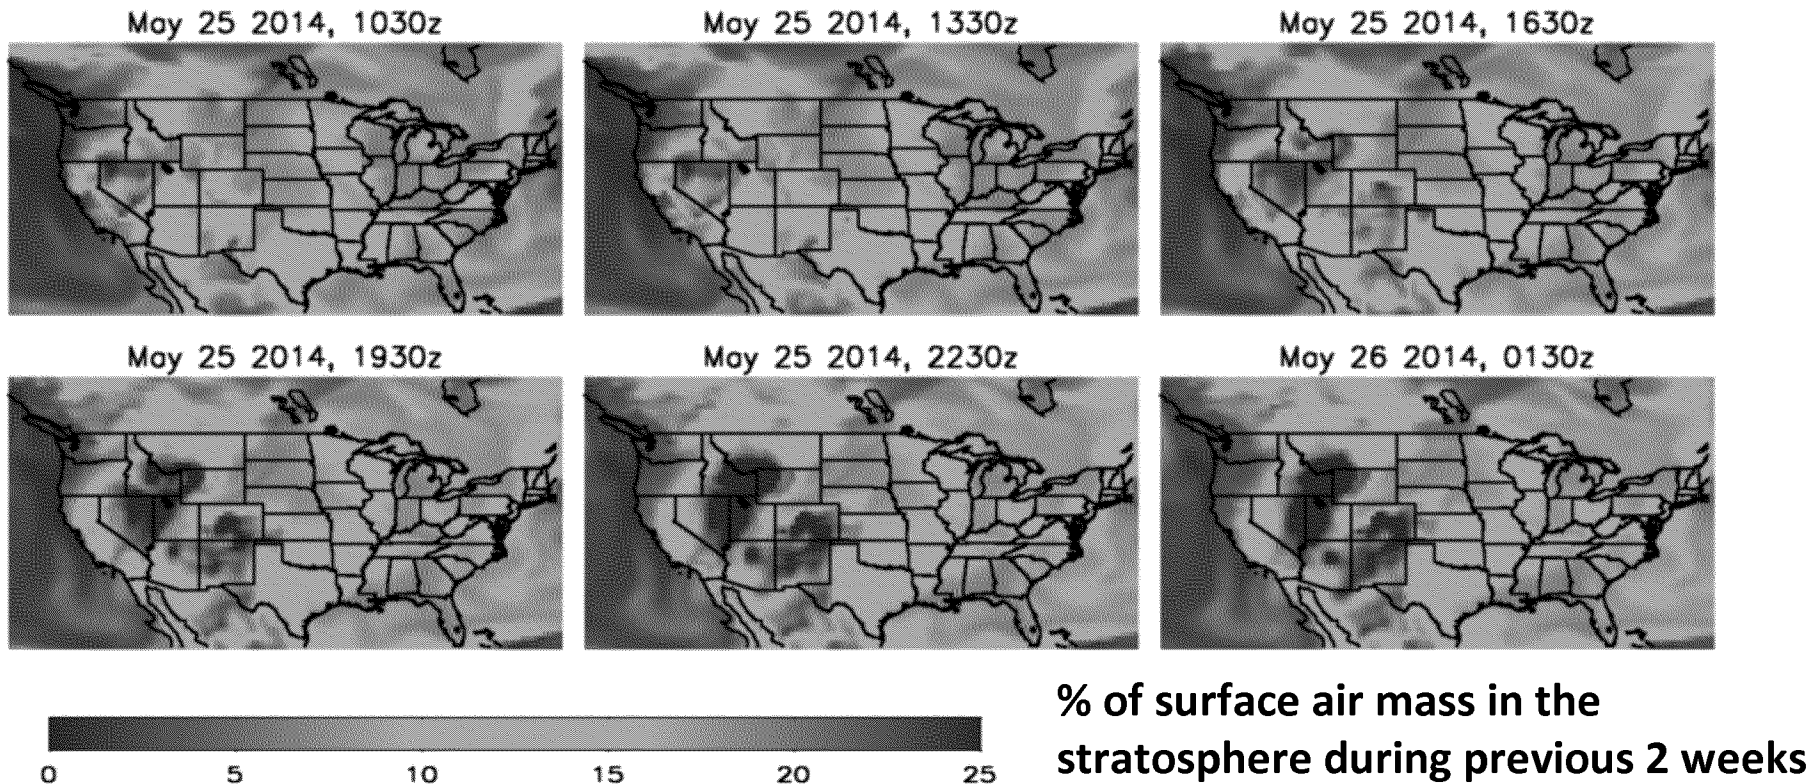 May 25 2014, 1030z
May 25 2014, 1330z
May 25 2014, 1630z
May 25 2014, 1930z
May 25 2014, 2230z
May 26 2014, 0130z
0 5 10 15 20 25
% of surface air mass in the
stratosphere during previous 2 weeks